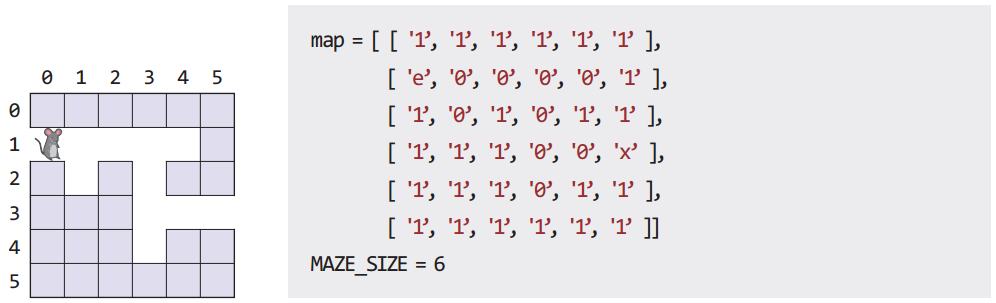 0 1 2 3 4 5
0
1
2
3
4
5
map = [ [ '1’, '1’, '1’, '1’, '1’, '1’ ],
[ 'e’, '0’, '0’, '0’, '0’, '1’ ],
[ '1’, '0’, '1’, '0’, '1’, '1’ ],
[ '1’, '1’, '1’, '0’, '0’, 'x’ ],
[ '1’, '1’, '1’, '0’, '1’, '1’ ],
[ '1’, '1’, '1’, '1’, '1’, '1’ ]]
MAZE_SIZE = 6